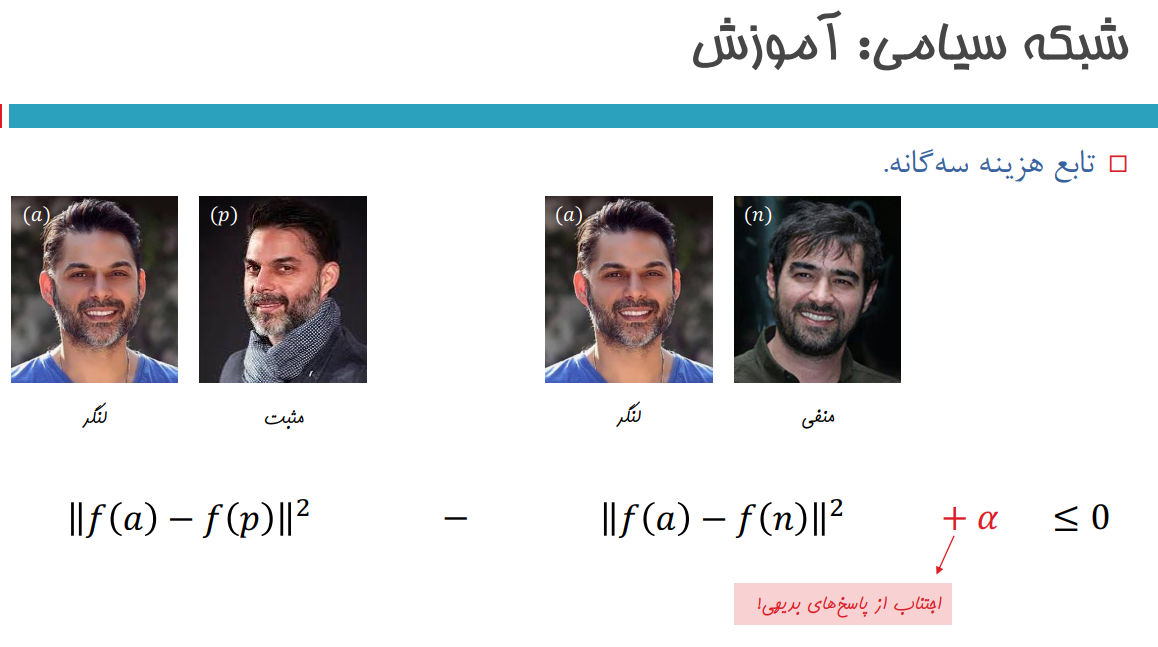 شبکه سیامی: آموزش
تابع هزینه سه‌گانه.
(a) (p) (a) (n)
لنگر مثبت لنگر منفی
‖f(a) − f(p)‖² − ‖f(a) − f(n)‖² + α ≤ 0
اجتناب از پاسخ‌های بدیهی!